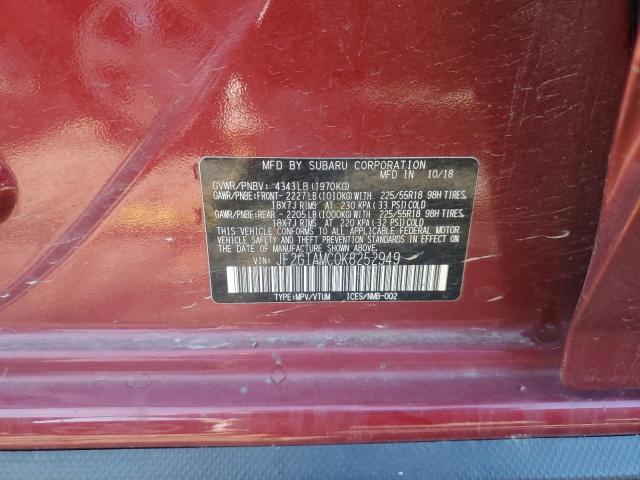 MFD BY SUBARU CORPORATION
MFD. IN 10/18
GVWR/PNBV: 4343LB(1970KG)
GAWR/PNBE:FRONT- 2227LB(1010KG)WITH 225/55R18 98H TIRES,
18X7J RIMS AT 230 KPA(33 PSI)COLD
GAWR/PNBE:REAR - 2205LB(1000KG)WITH 225/55R18 98H TIRES,
18X7J RIMS AT 220 KPA(32 PSI)COLD
THIS VEHICLE CONFORMS TO ALL APPLICABLE FEDERAL MOTOR
VEHICLE SAFETY AND THEFT PREVENTION STANDARDS IN EFFECT ON
THE DATE OF MANUFACTURE SHOWN ABOVE.
VIN: JF2GTAMC0K8252949
TYPE:MPV/VTUM ICES/NMB-002